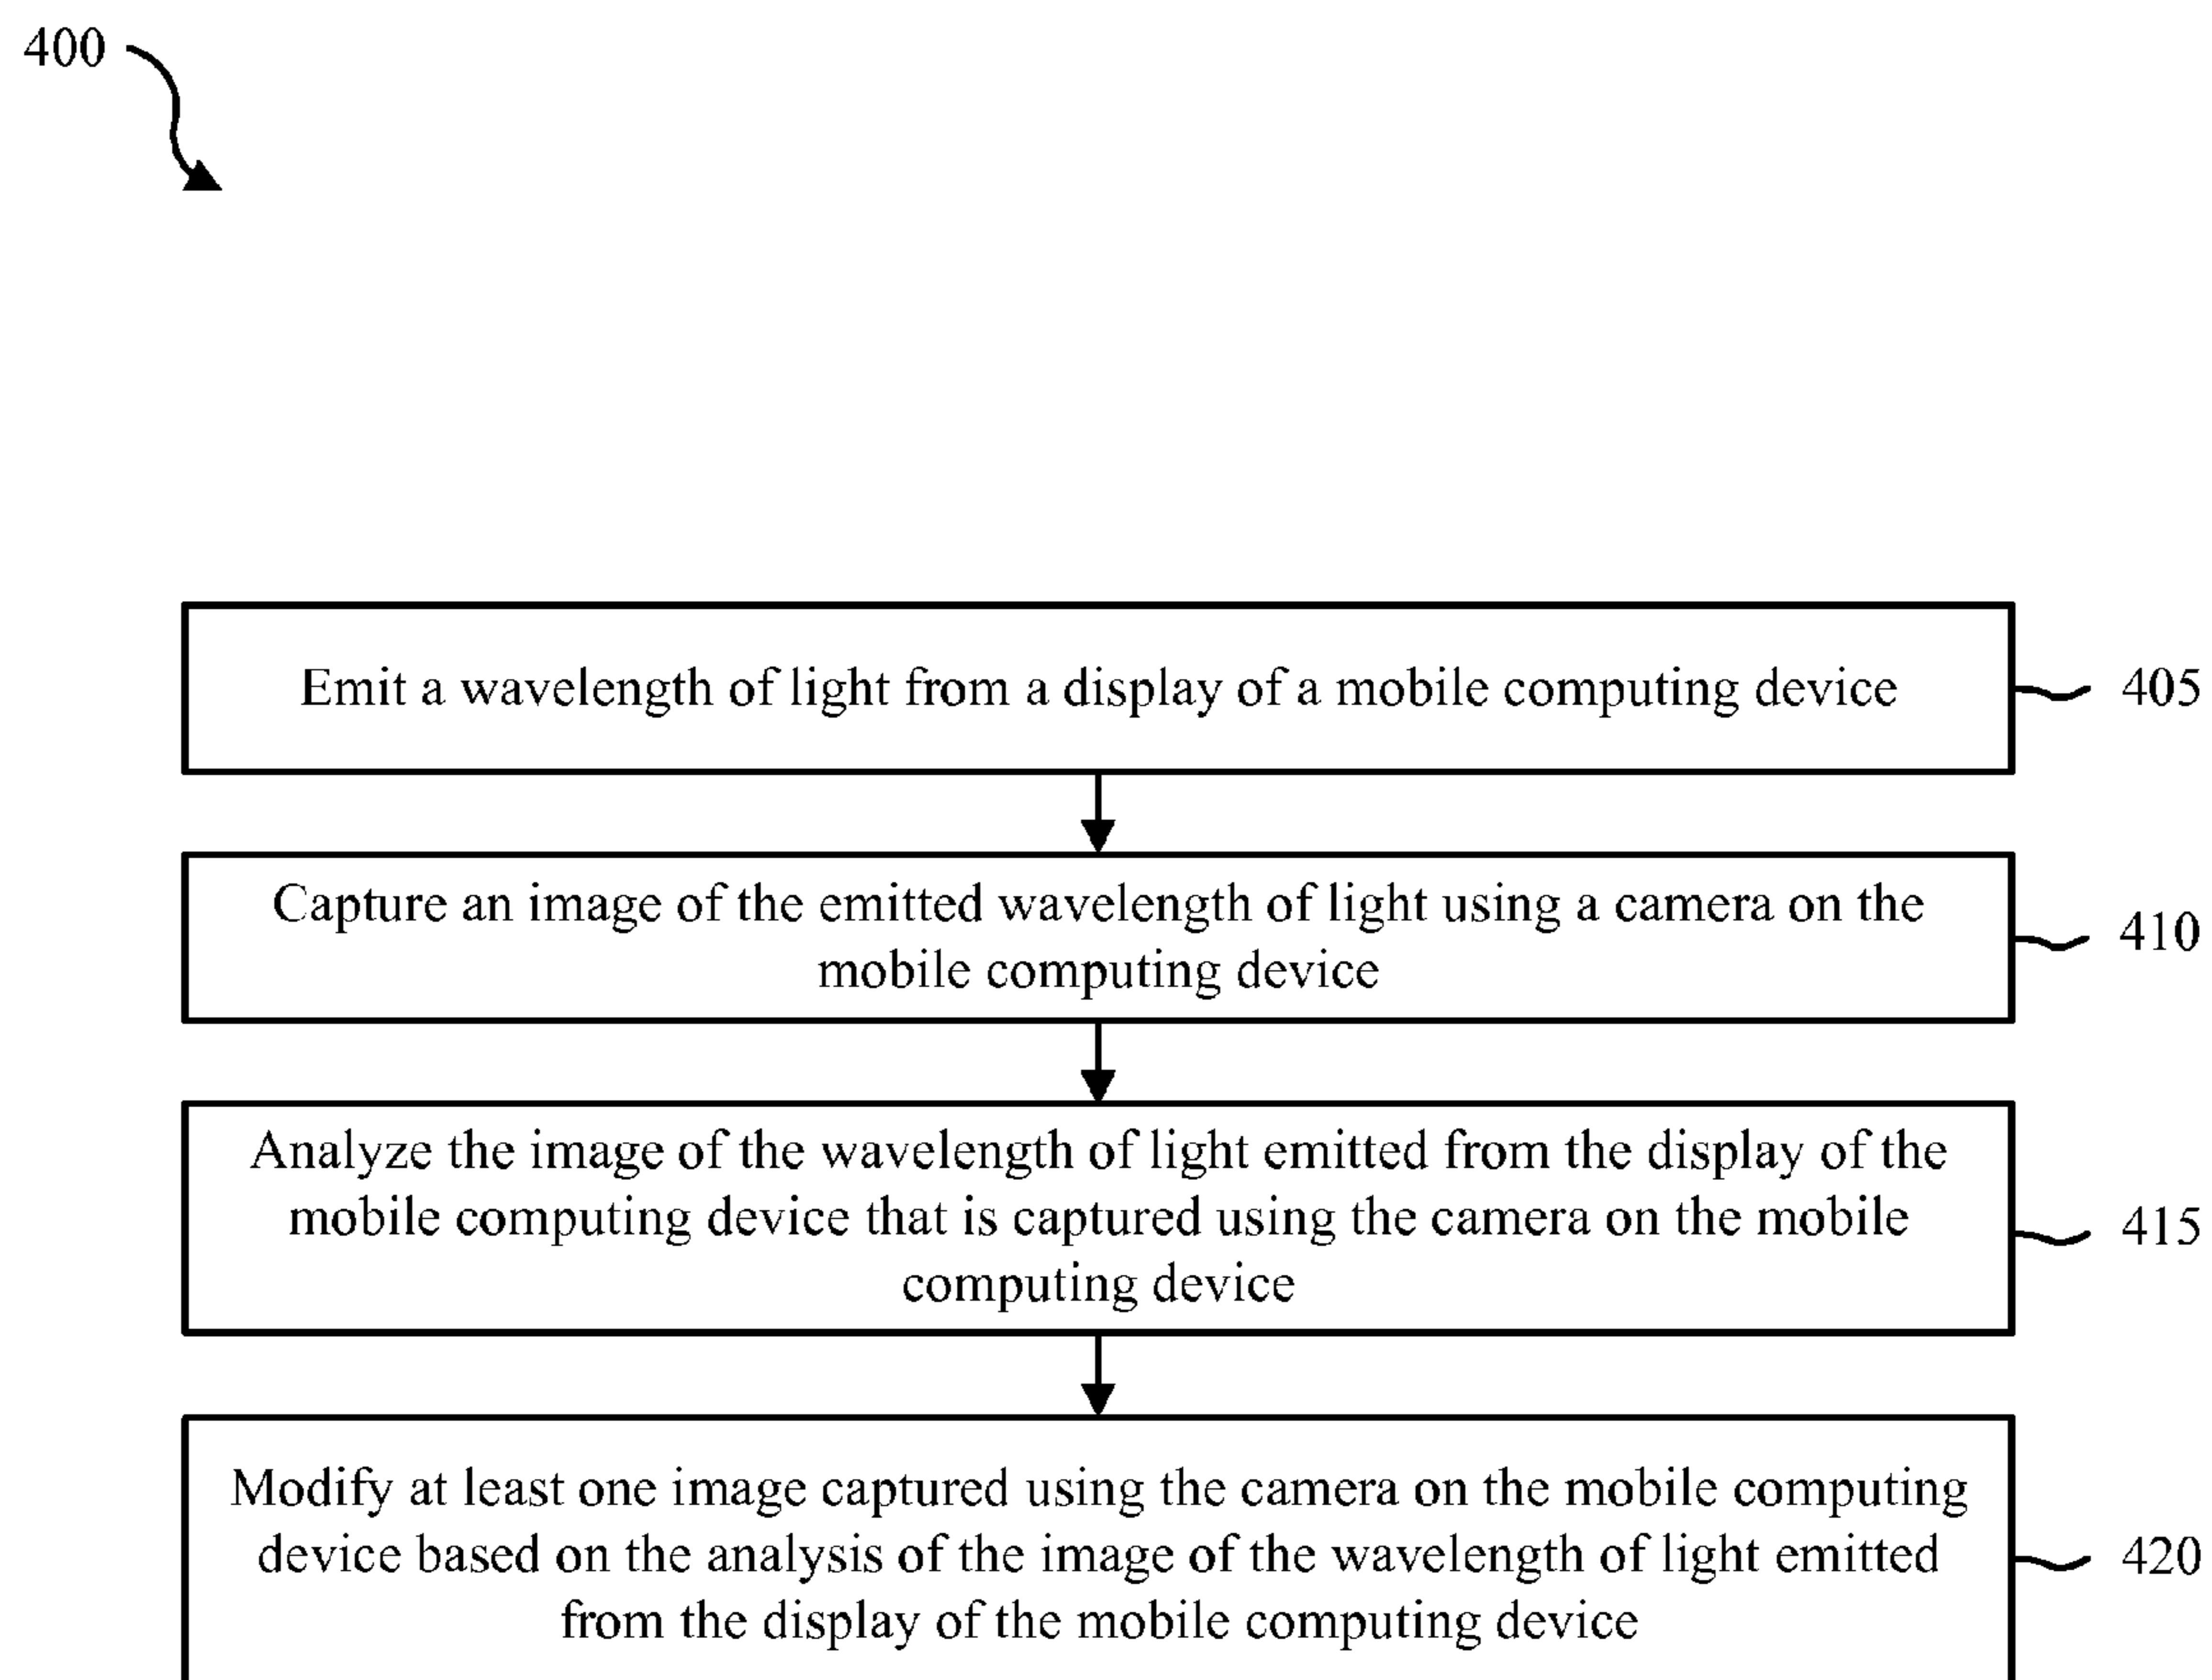 400
Emit a wavelength of light from a display of a mobile computing device
405
Capture an image of the emitted wavelength of light using a camera on the
mobile computing device
410
Analyze the image of the wavelength of light emitted from the display of the
mobile computing device that is captured using the camera on the mobile
computing device
415
Modify at least one image captured using the camera on the mobile computing
device based on the analysis of the image of the wavelength of light emitted
from the display of the mobile computing device
420